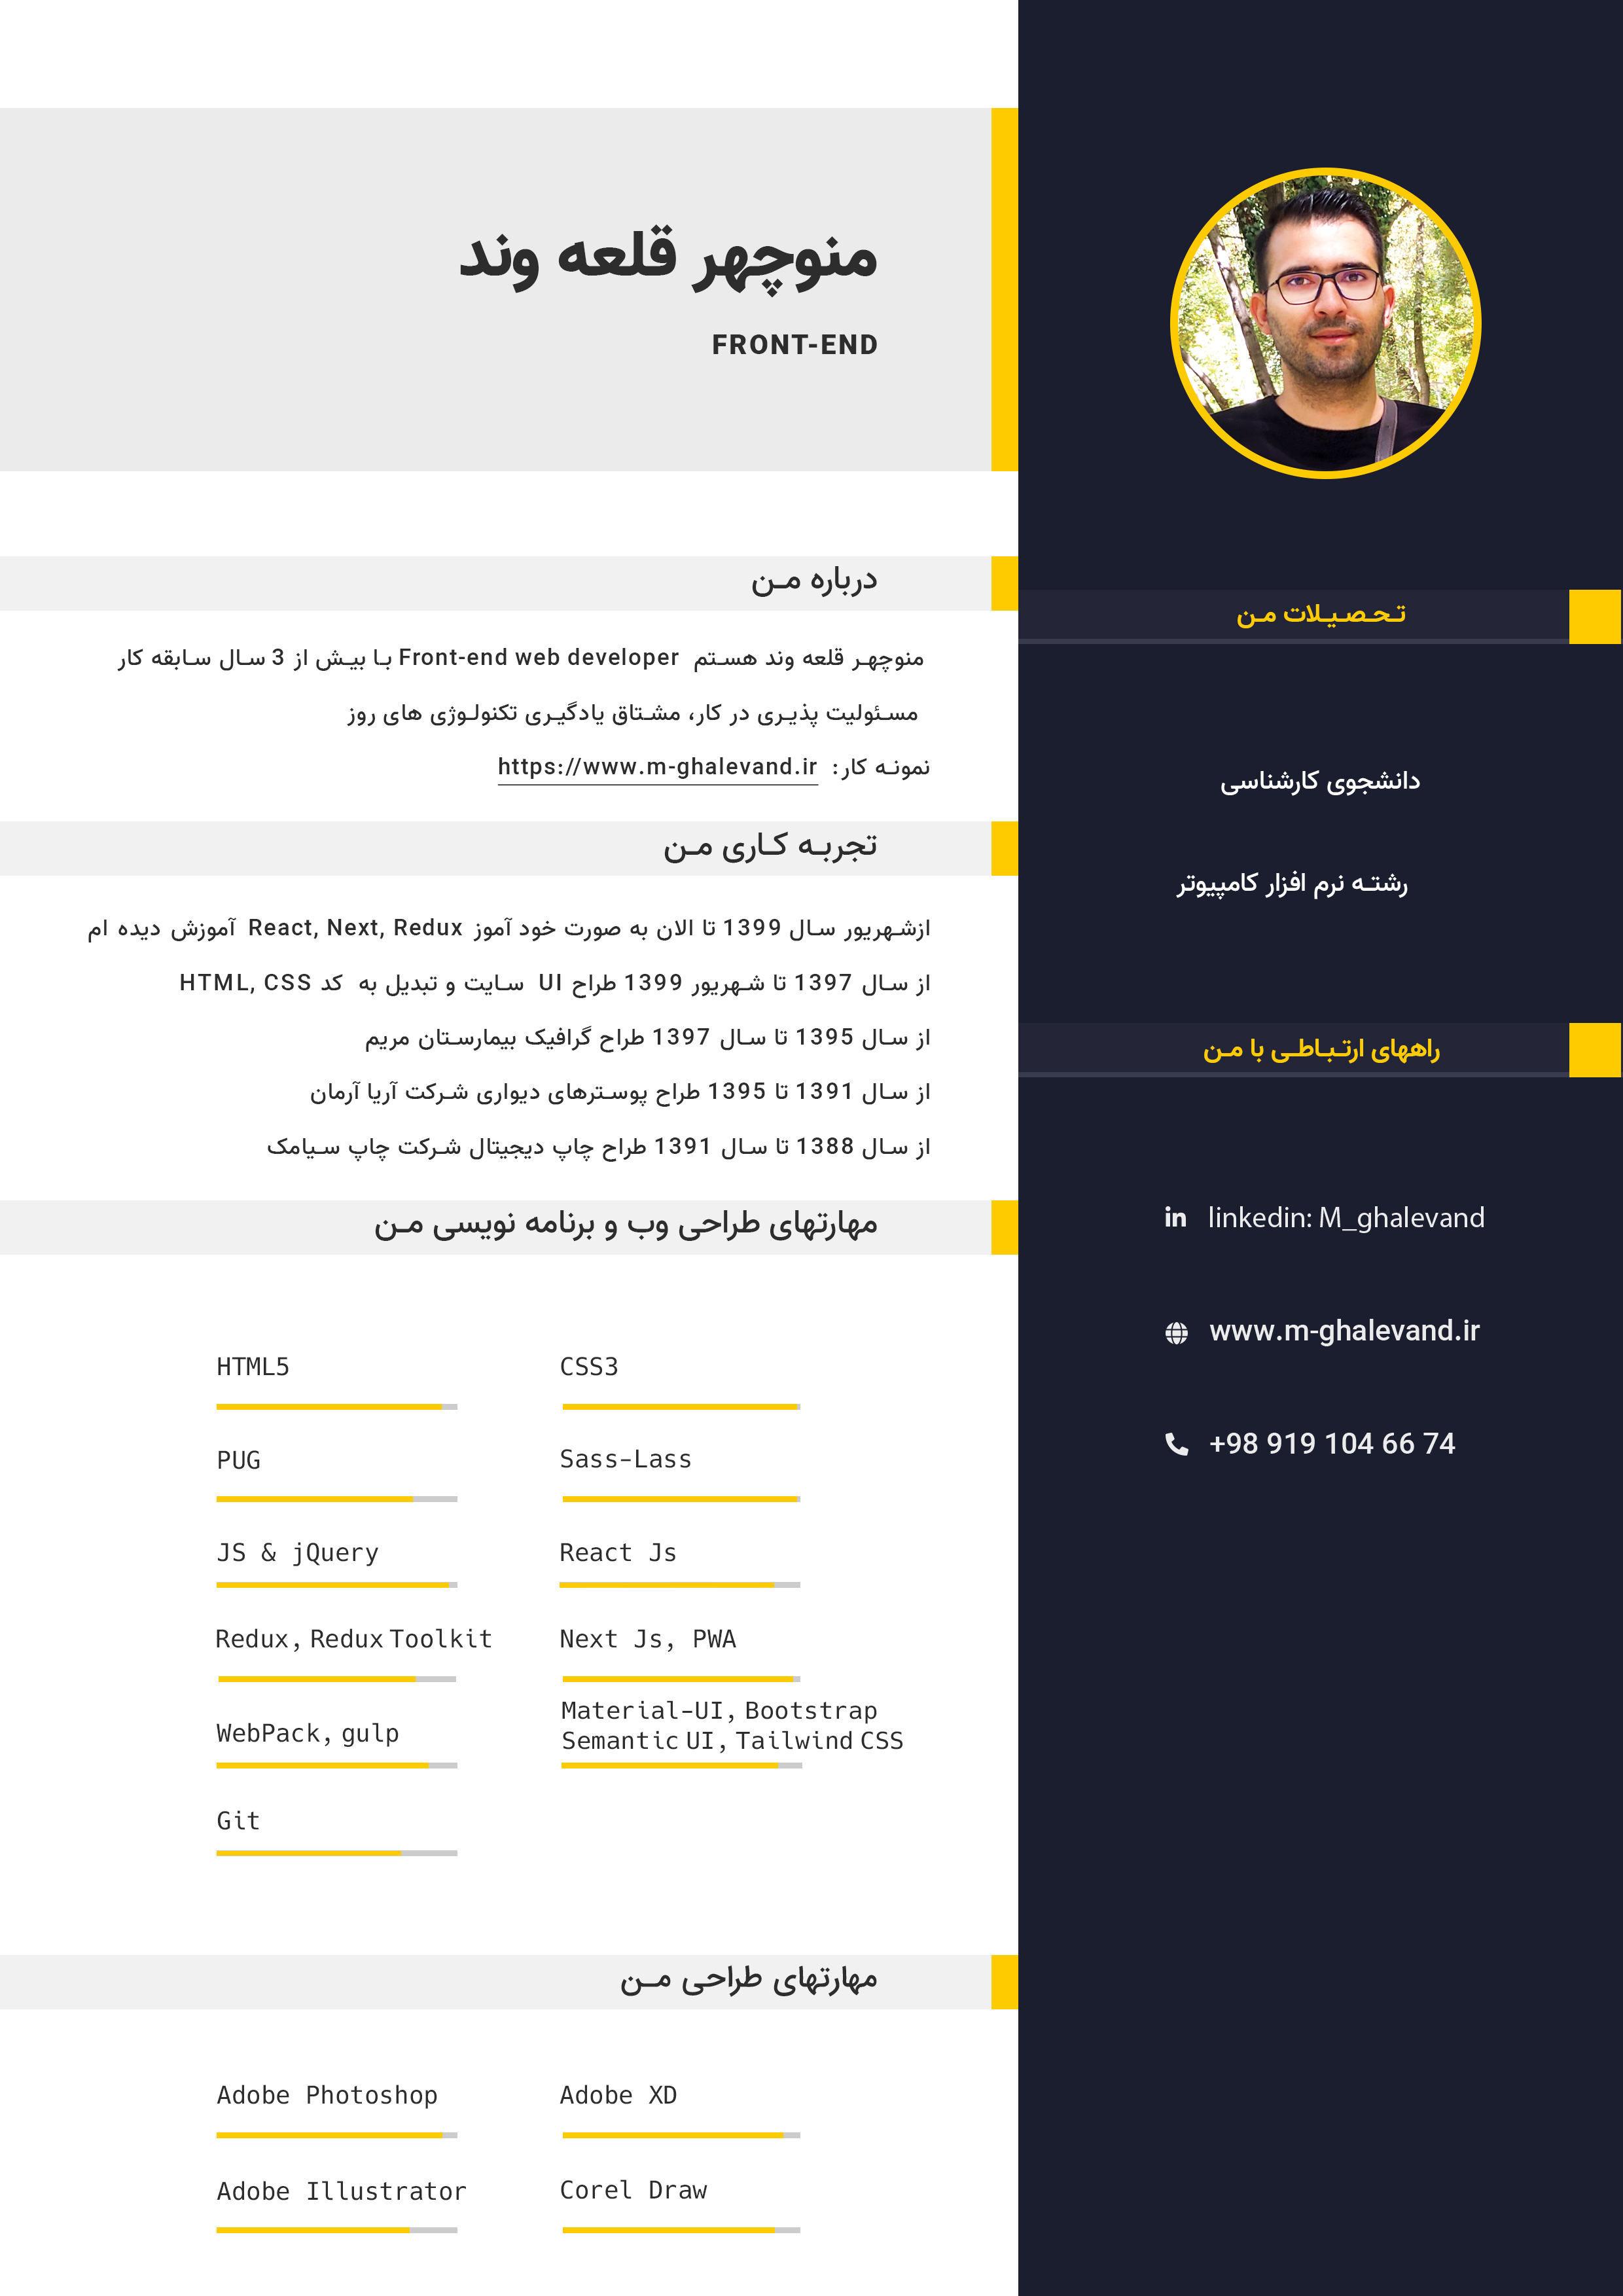 منوچهر قلعه وند
FRONT-END
درباره من
منوچهر قلعه وند هستم Front-end web developer با بیش از 3 سال سابقه کار
مسئولیت پذیری در کار، مشتاق یادگیری تکنولوژی های روز
نمونه کار: https://www.m-ghalevand.ir
تجربه کاری من
ازشهریور سال 1399 تا الان به صورت خود آموز React, Next, Redux آموزش دیده ام
از سال 1397 تا شهریور 1399 طراح UI سایت و تبدیل به کد HTML, CSS
از سال 1395 تا سال 1397 طراح گرافیک بیمارستان مریم
از سال 1391 تا 1395 طراح پوسترهای دیواری شرکت آریا آرمان
از سال 1388 تا سال 1391 طراح چاپ دیجیتال شرکت چاپ سیامک
مهارتهای طراحی وب و برنامه نویسی من
HTML5
CSS3
PUG
Sass-Lass
JS & jQuery
React Js
Redux, Redux Toolkit
Next Js, PWA
WebPack, gulp
Material-UI, Bootstrap
Semantic UI, Tailwind CSS
Git
مهارتهای طراحی من
Adobe Photoshop
Adobe XD
Adobe Illustrator
Corel Draw
تحصیلات من
دانشجوی کارشناسی
رشته نرم افزار کامپیوتر
راههای ارتباطی با من
linkedin: M_ghalevand
www.m-ghalevand.ir
+98 919 104 66 74